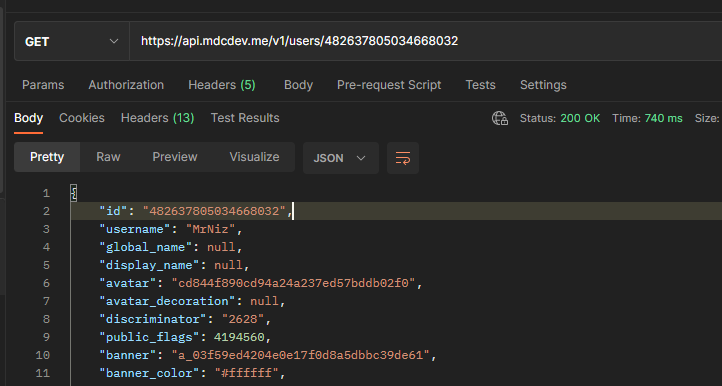 GET https://api.mdcdev.me/v1/users/482637805034668032
Params Authorization Headers (5) Body Pre-request Script Tests Settings
Body Cookies Headers (13) Test Results Status: 200 OK Time: 740 ms Size:
Pretty Raw Preview Visualize JSON
1 {
2 "id": "482637805034668032",
3 "username": "MrNiz",
4 "global_name": null,
5 "display_name": null,
6 "avatar": "cd844f890cd94a24a237ed57bddb02f0",
7 "avatar_decoration": null,
8 "discriminator": "2628",
9 "public_flags": 4194560,
10 "banner": "a_03f59ed4204e0e17f0d8a5dbbc39de61",
11 "banner_color": "#ffffff",